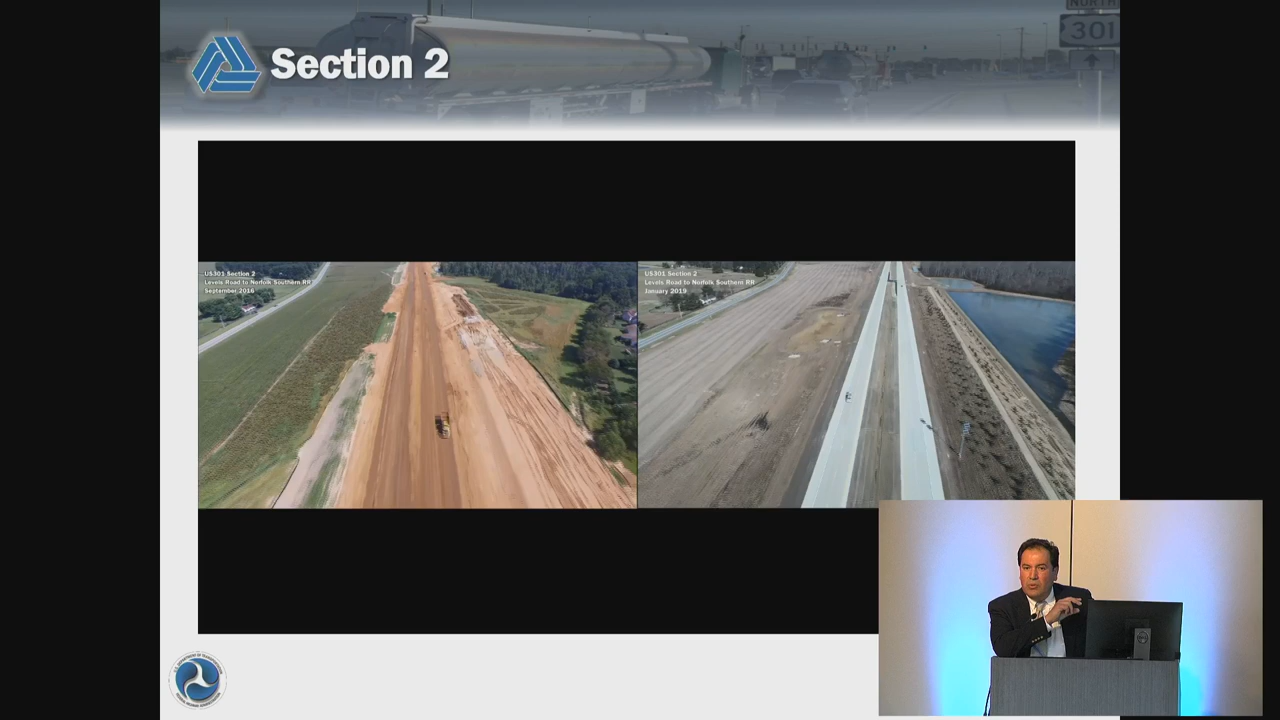 NORTH
301
Section 2
US301 Section 2
Levels Road to Norfolk Southern RR
September 2016
US301 Section 2
Levels Road to Norfolk Southern RR
January 2019